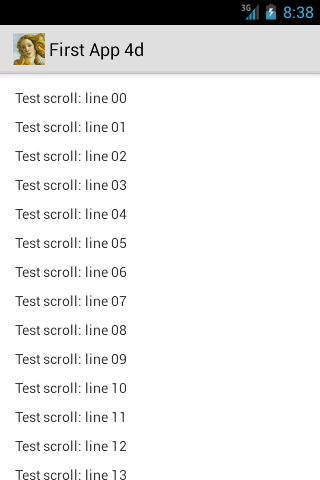 3G 8:38
First App 4d
Test scroll: line 00
Test scroll: line 01
Test scroll: line 02
Test scroll: line 03
Test scroll: line 04
Test scroll: line 05
Test scroll: line 06
Test scroll: line 07
Test scroll: line 08
Test scroll: line 09
Test scroll: line 10
Test scroll: line 11
Test scroll: line 12
Test scroll: line 13